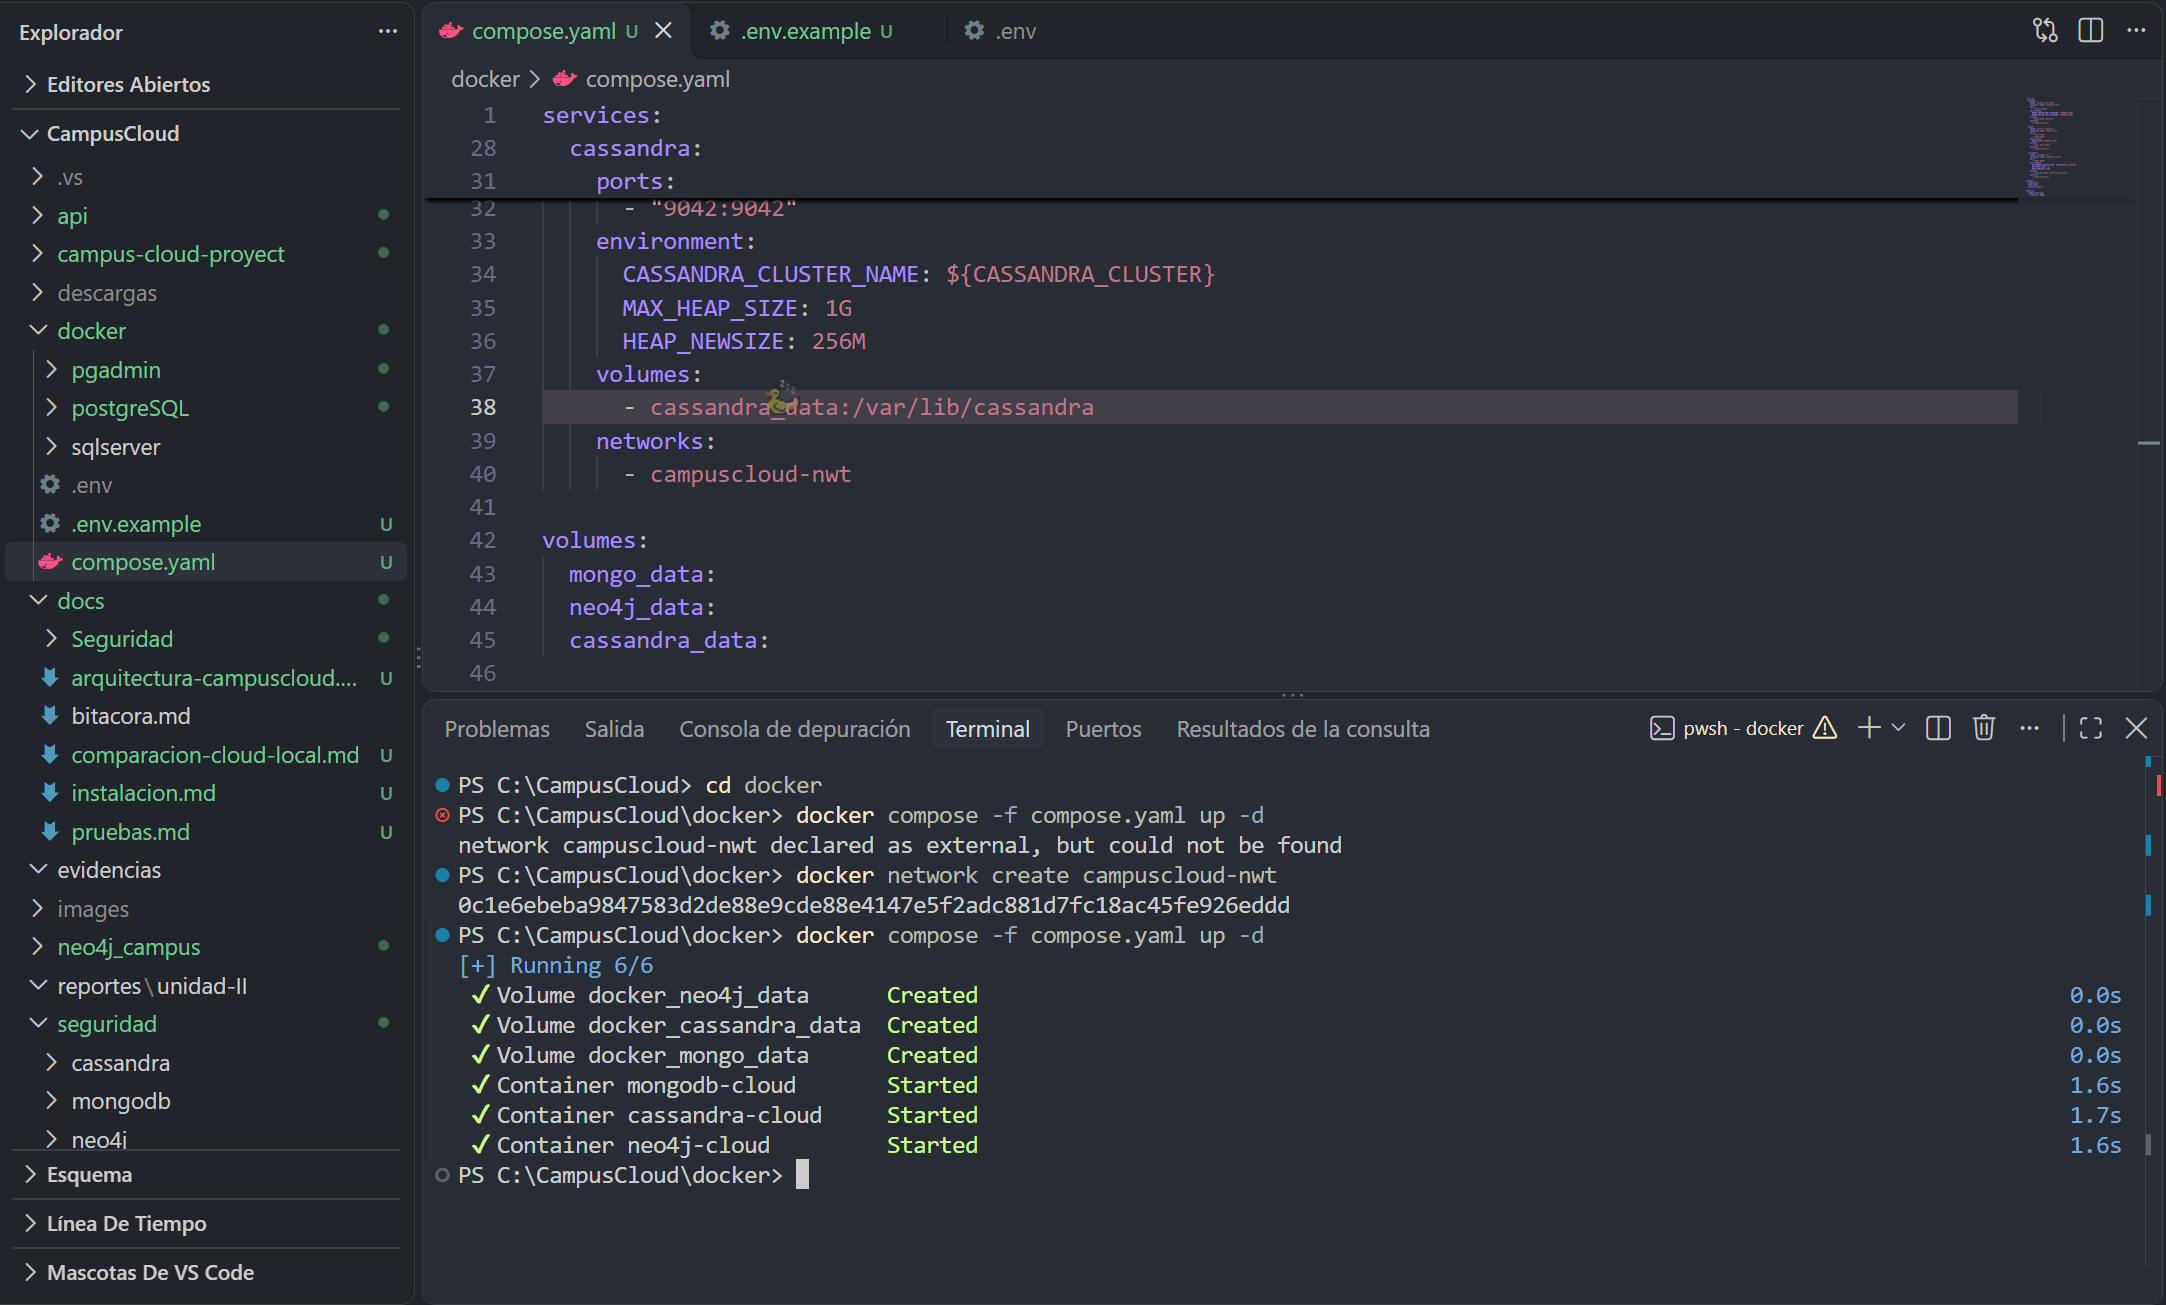 Explorador
Editores Abiertos
CampusCloud
.vs
api
campus-cloud-proyect
descargas
docker
pgadmin
postgreSQL
sqlserver
.env
.env.example U
compose.yaml U
docs
Seguridad
arquitectura-campuscloud.... U
bitacora.md
comparacion-cloud-local.md U
instalacion.md U
pruebas.md U
evidencias
images
neo4j_campus
reportes\unidad-II
seguridad
cassandra
mongodb
neo4j
Esquema
Línea De Tiempo
Mascotas De VS Code
compose.yaml U
.env.example U
.env
docker > compose.yaml
1 services:
28 cassandra:
31 ports:
32 - "9042:9042"
33 environment:
34 CASSANDRA_CLUSTER_NAME: ${CASSANDRA_CLUSTER}
35 MAX_HEAP_SIZE: 1G
36 HEAP_NEWSIZE: 256M
37 volumes:
38 - cassandra_data:/var/lib/cassandra
39 networks:
40 - campuscloud-nwt
41
42 volumes:
43 mongo_data:
44 neo4j_data:
45 cassandra_data:
46
Problemas Salida Consola de depuración Terminal Puertos Resultados de la consulta pwsh - docker
PS C:\CampusCloud> cd docker
PS C:\CampusCloud\docker> docker compose -f compose.yaml up -d
network campuscloud-nwt declared as external, but could not be found
PS C:\CampusCloud\docker> docker network create campuscloud-nwt
0c1e6ebeba9847583d2de88e9cde88e4147e5f2adc881d7fc18ac45fe926eddd
PS C:\CampusCloud\docker> docker compose -f compose.yaml up -d
[+] Running 6/6
✓ Volume docker_neo4j_data Created 0.0s
✓ Volume docker_cassandra_data Created 0.0s
✓ Volume docker_mongo_data Created 0.0s
✓ Container mongodb-cloud Started 1.6s
✓ Container cassandra-cloud Started 1.7s
✓ Container neo4j-cloud Started 1.6s
PS C:\CampusCloud\docker>